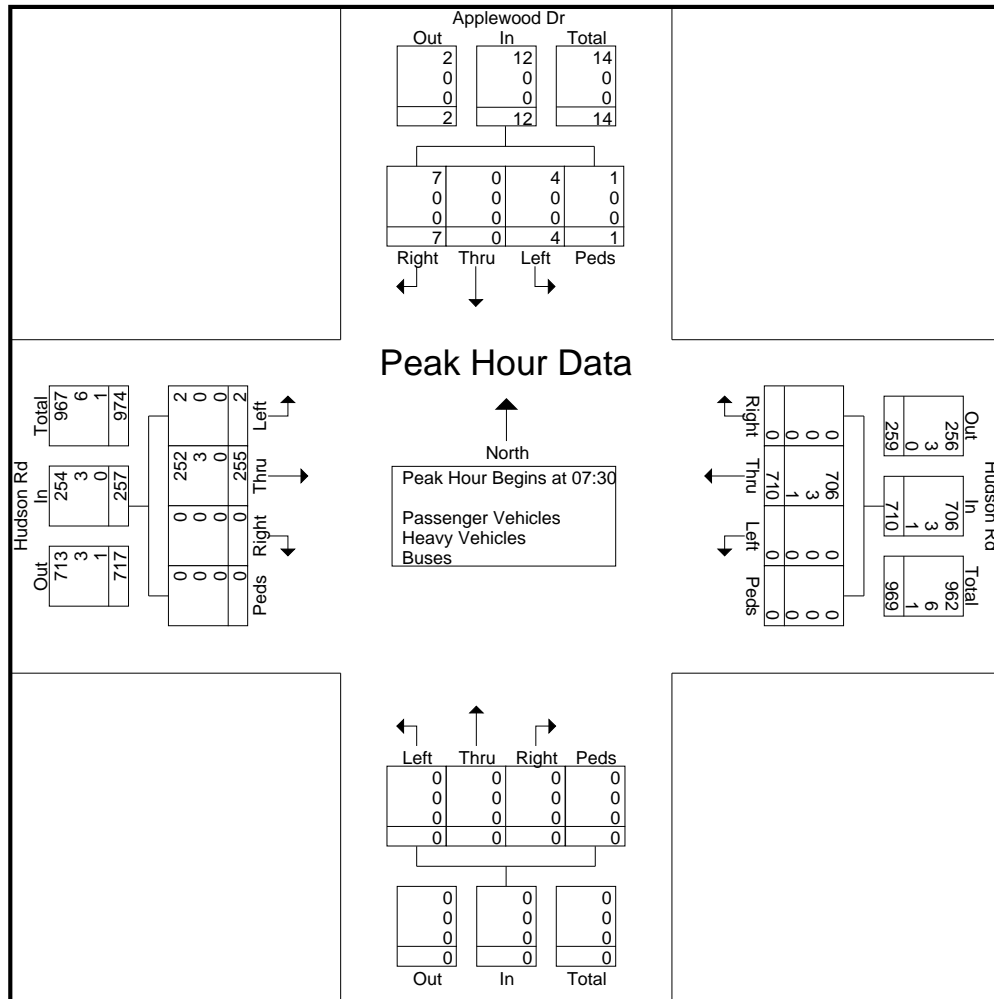 Applewood Dr
Out In Total
2 12 14
0 0 0
0 0 0
2 12 14
7 0 4 1
0 0 0 0
0 0 0 0
7 0 4 1
Right Thru Left Peds
Peak Hour Data
North
Peak Hour Begins at 07:30
Passenger Vehicles
Heavy Vehicles
Buses
Hudson Rd
Out In Total
713 254 967
3 3 6
1 0 1
717 257 974
Peds Right Thru Left
0 0 252 2
0 0 3 0
0 0 0 0
0 0 255 2
Hudson Rd
Out In Total
256 706 962
3 3 6
0 1 1
259 710 969
Right Thru Left Peds
0 706 0 0
0 3 0 0
0 1 0 0
0 710 0 0
Left Thru Right Peds
0 0 0 0
0 0 0 0
0 0 0 0
0 0 0 0
0 0 0
0 0 0
0 0 0
0 0 0
Out In Total